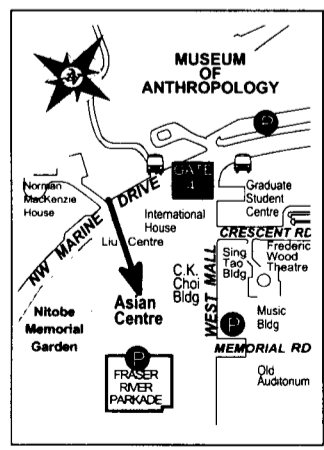 MUSEUM
OF
ANTHROPOLOGY
P
GATE
4
Norman
MacKenzie
House
NW MARINE DRIVE
International
House
Graduate
Student
Centre
CRESCENT RD
Liu Centre
Sing
Tao
Bldg
Frederic
Wood
Theatre
C.K.
Choi
Bldg
WEST MALL
Asian
Centre
Nitobe
Memorial
Garden
P
Music
Bldg
MEMORIAL RD
P
FRASER
RIVER
PARKADE
Old
Auditorium